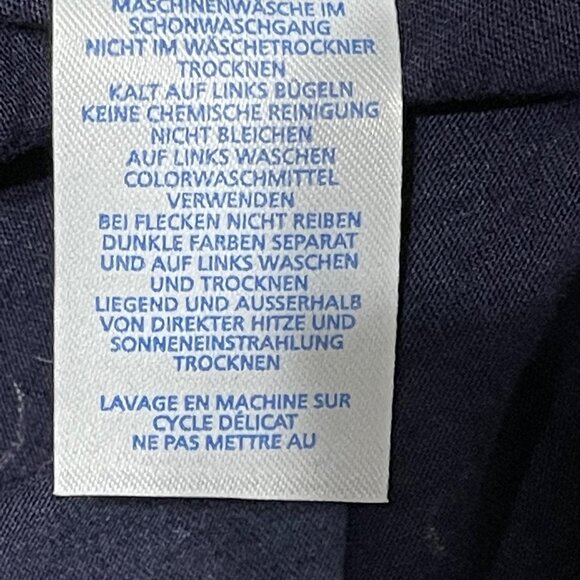 MASCHINENWÄSCHE IM
SCHONWASCHGANG
NICHT IM WÄSCHETROCKNER
TROCKNEN
KALT AUF LINKS BÜGELN
KEINE CHEMISCHE REINIGUNG
NICHT BLEICHEN
AUF LINKS WASCHEN
COLORWASCHMITTEL
VERWENDEN
BEI FLECKEN NICHT REIBEN
DUNKLE FARBEN SEPARAT
UND AUF LINKS WASCHEN
UND TROCKNEN
LIEGEND UND AUSSERHALB
VON DIREKTER HITZE UND
SONNENEINSTRAHLUNG
TROCKNEN
LAVAGE EN MACHINE SUR
CYCLE DÉLICAT
NE PAS METTRE AU